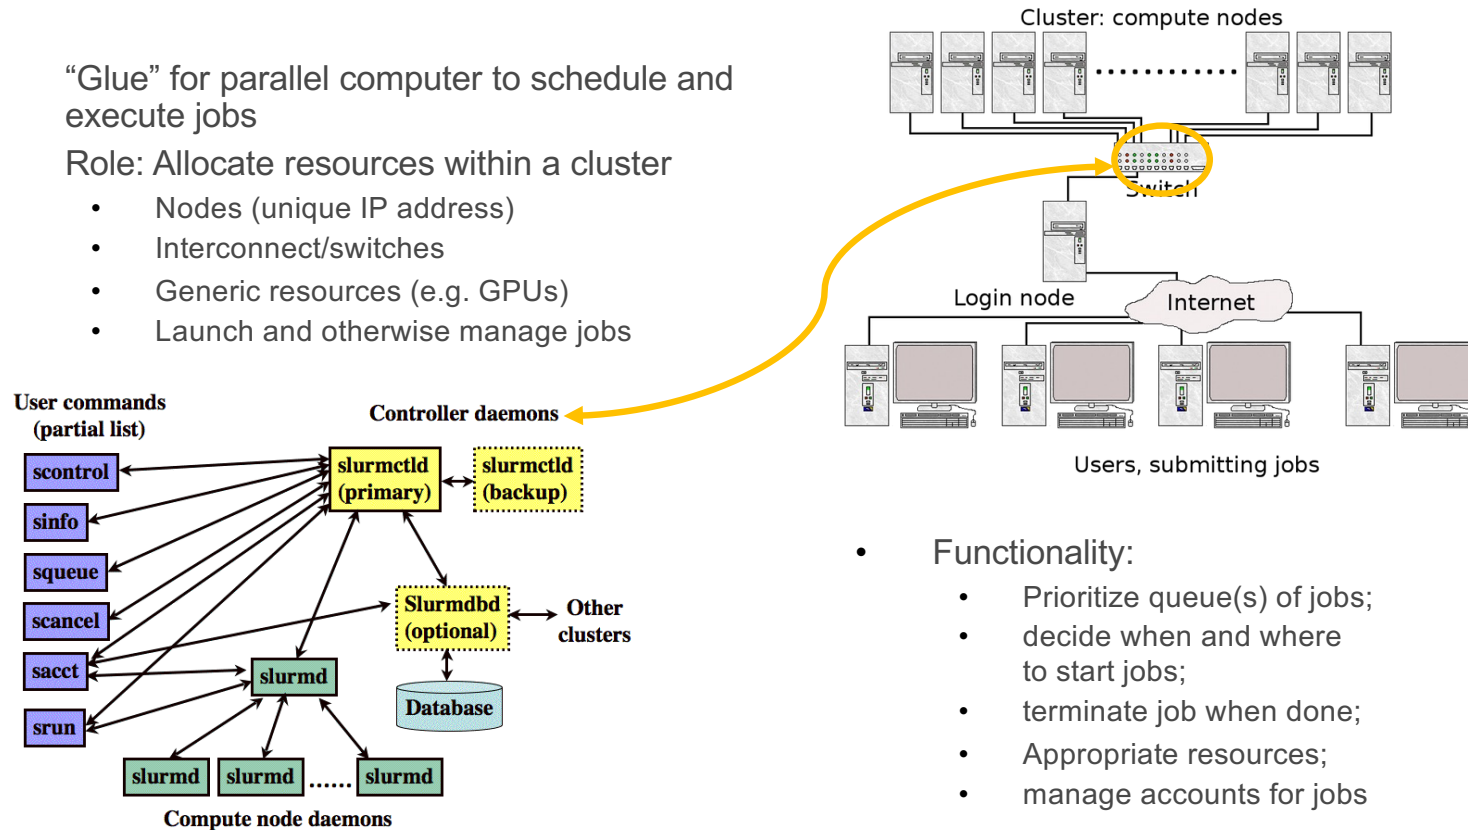 “Glue” for parallel computer to schedule and
execute jobs
Role: Allocate resources within a cluster
• Nodes (unique IP address)
• Interconnect/switches
• Generic resources (e.g. GPUs)
• Launch and otherwise manage jobs
Cluster: compute nodes
Switch
Login node
Internet
Users, submitting jobs
User commands
(partial list)
scontrol
sinfo
squeue
scancel
sacct
srun
Controller daemons
slurmctld
(primary)
slurmctld
(backup)
Slurmdbd
(optional)
Other
clusters
Database
slurmd
slurmd
slurmd
......
slurmd
Compute node daemons
• Functionality:
• Prioritize queue(s) of jobs;
• decide when and where
to start jobs;
• terminate job when done;
• Appropriate resources;
• manage accounts for jobs